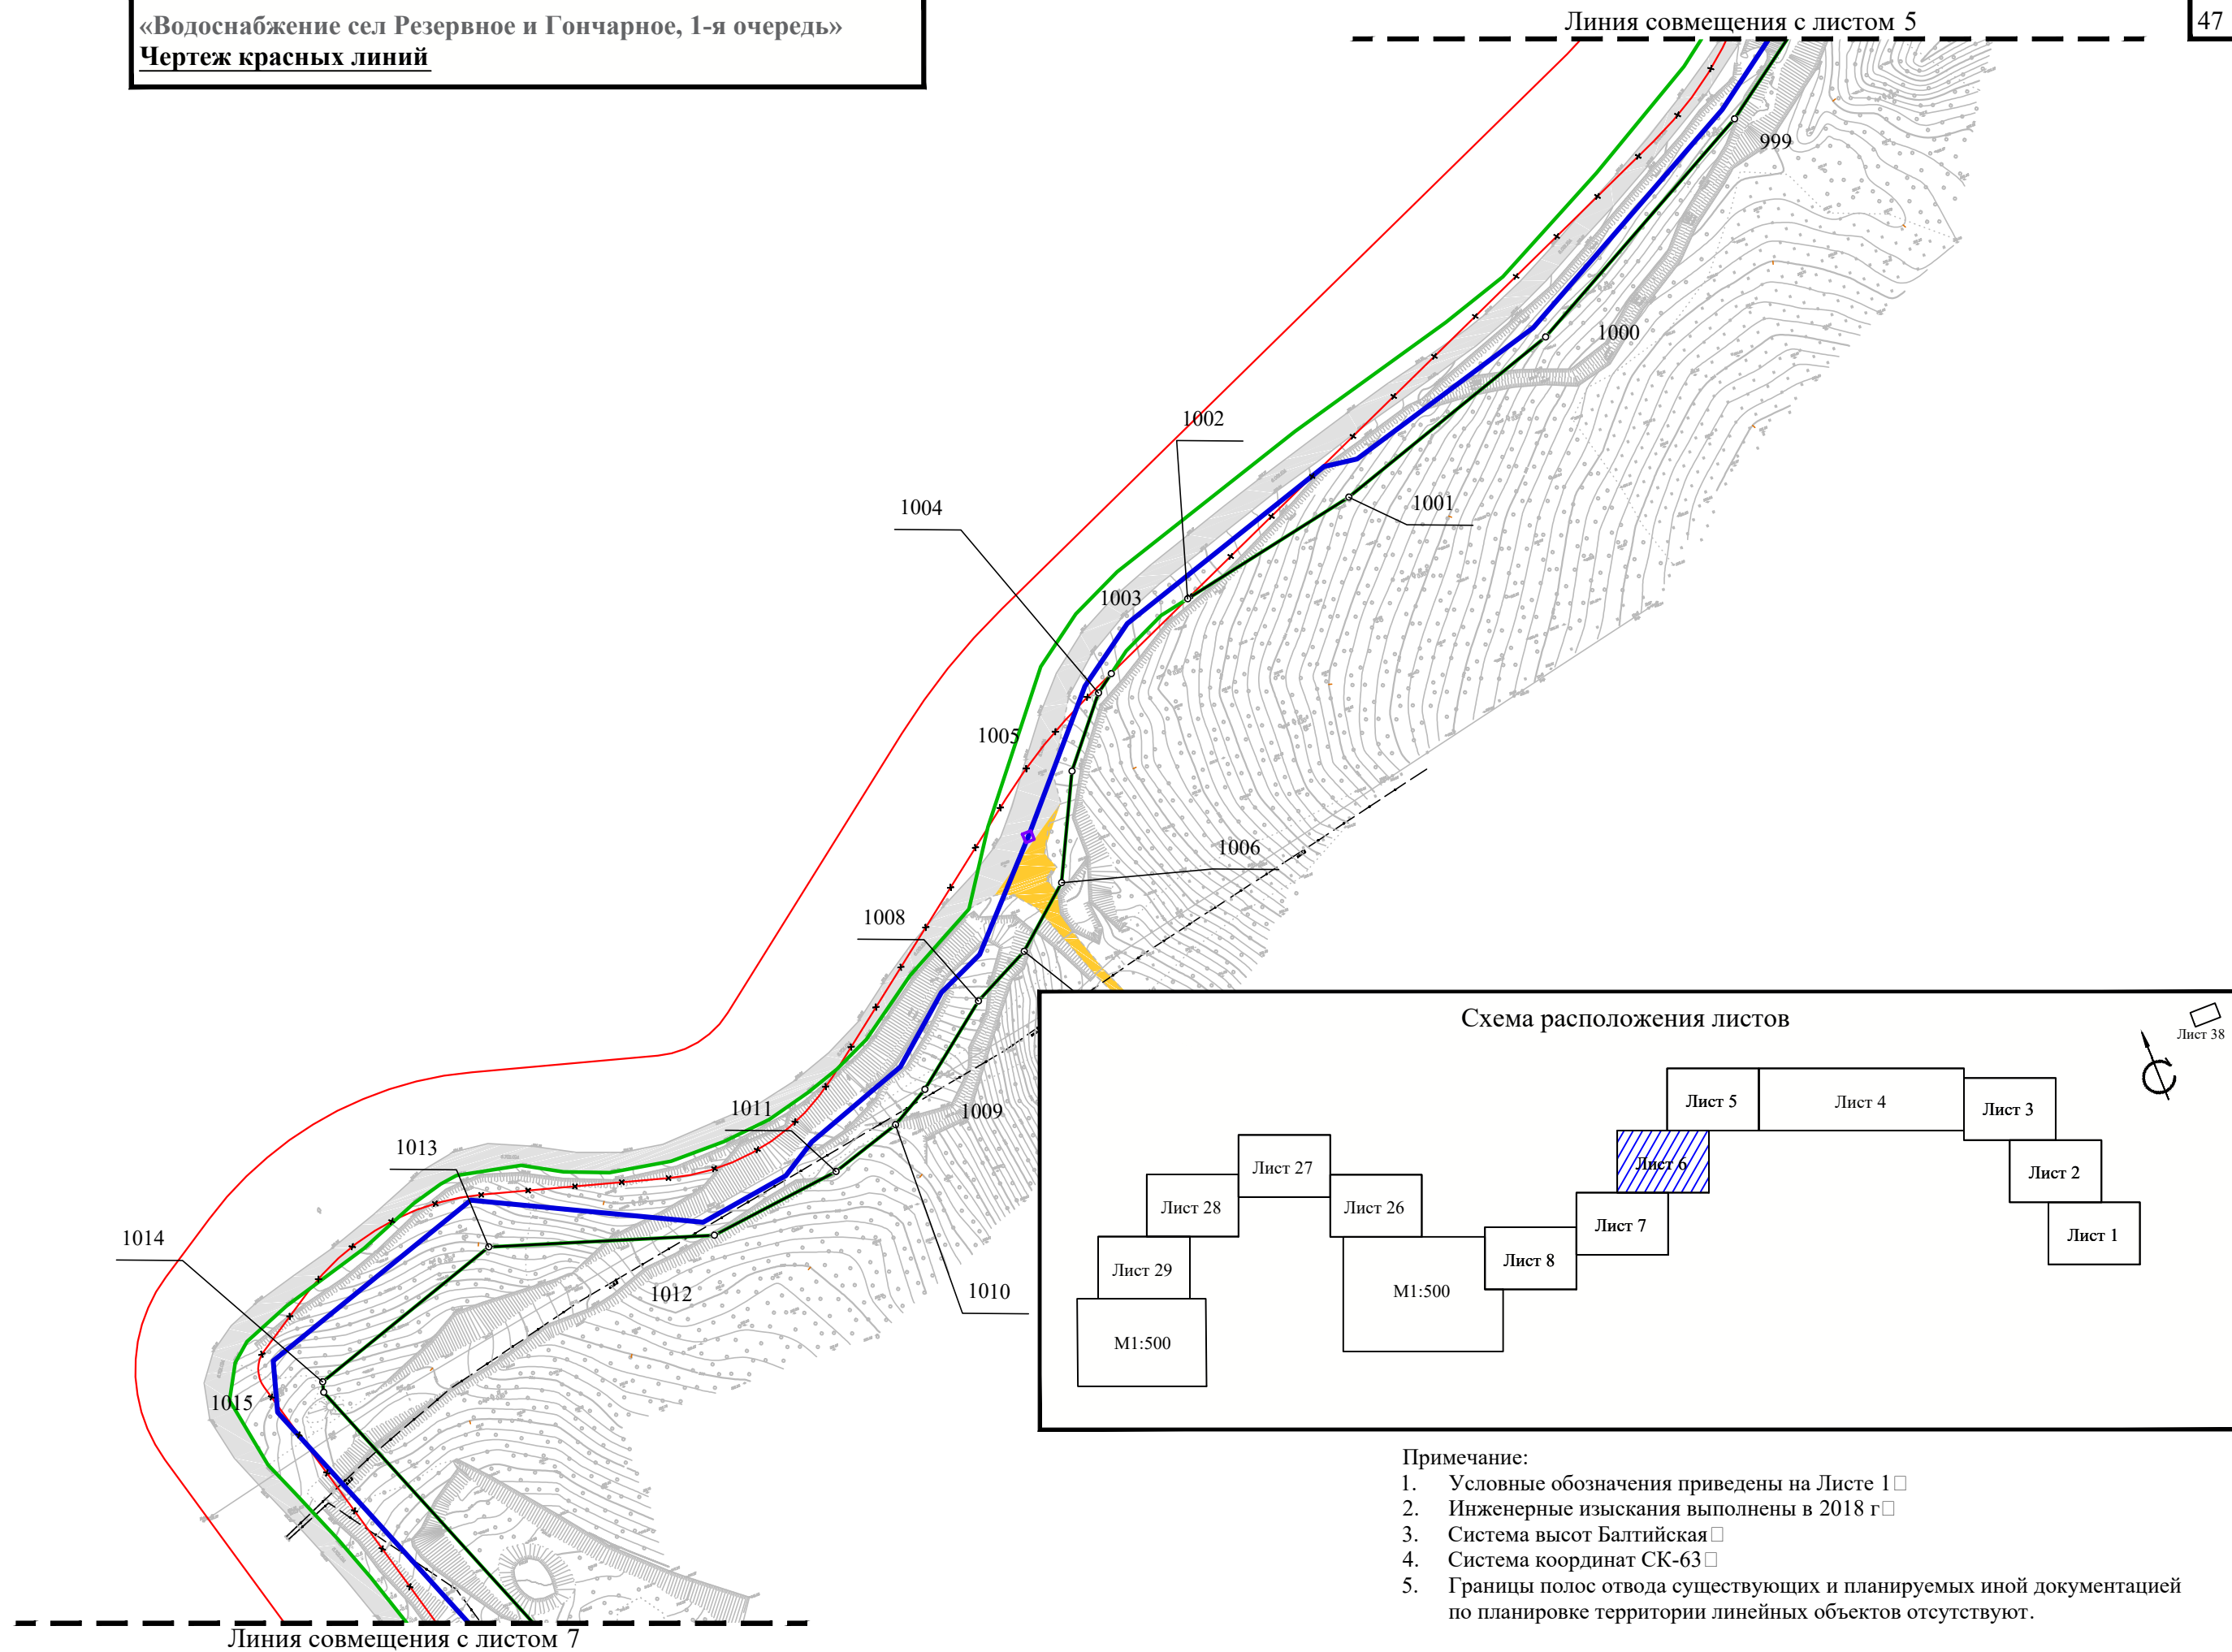 «Водоснабжение сел Резервное и Гончарное, 1-я очередь»
Чертеж красных линий
Линия совмещения с листом 5
47
999
1000
1002
1001
1004
1003
1005
1006
1008
1009
1011
1013
1014
1012
1010
1015
Схема расположения листов
Лист 38
Лист 5
Лист 4
Лист 3
Лист 6
Лист 2
Лист 27
Лист 28
Лист 26
Лист 7
Лист 1
Лист 8
Лист 29
М1:500
М1:500
Примечание:
1. Условные обозначения приведены на Листе 1
2. Инженерные изыскания выполнены в 2018 г
3. Система высот Балтийская
4. Система координат СК-63
5. Границы полос отвода существующих и планируемых иной документацией
по планировке территории линейных объектов отсутствуют.
Линия совмещения с листом 7